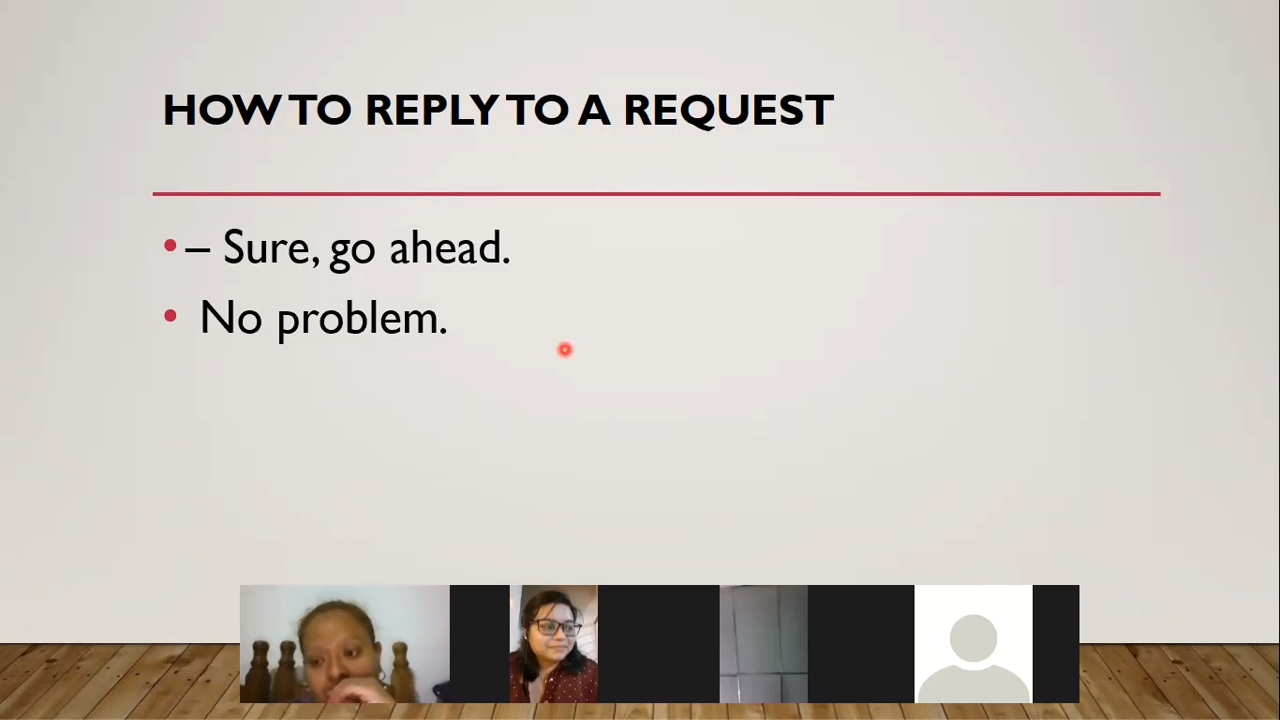 HOW TO REPLY TO A REQUEST
• – Sure, go ahead.
• No problem.